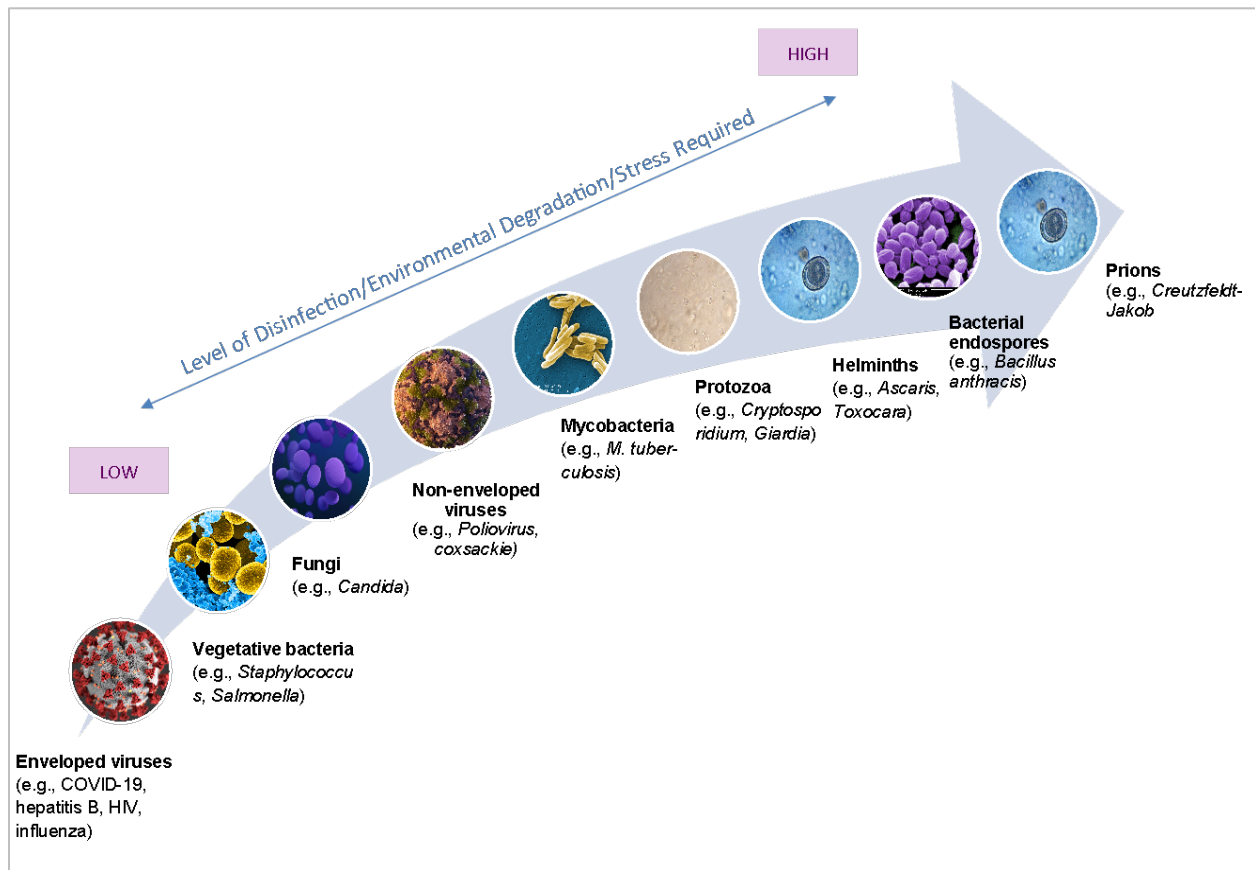 HIGH
Level of Disinfection/Environmental Degradation/Stress Required
LOW
Enveloped viruses
(e.g., COVID-19,
hepatitis B, HIV,
influenza)
Vegetative bacteria
(e.g., Staphylococcu
s, Salmonella)
Fungi
(e.g., Candida)
Non-enveloped
viruses
(e.g., Poliovirus,
coxsackie)
Mycobacteria
(e.g., M. tuber-
culosis)
Protozoa
(e.g., Cryptospo
ridium, Giardia)
Helminths
(e.g., Ascaris,
Toxocara)
Bacterial
endospores
(e.g., Bacillus
anthracis)
Prions
(e.g., Creutzfeldt-
Jakob